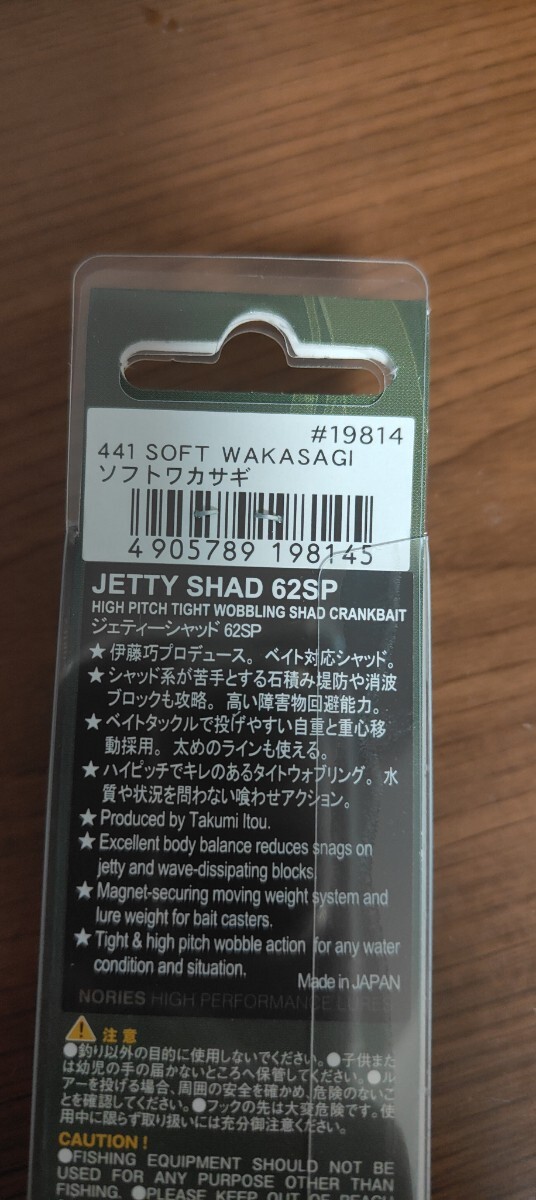 #19814
441 SOFT WAKASAGI
ソフトワカサギ
4 905789 198145
JETTY SHAD 62SP
HIGH PITCH TIGHT WOBBLING SHAD CRANKBAIT
ジェティーシャッド 62SP
★伊藤巧プロデュース。ベイト対応シャッド。
★シャッド系が苦手とする石積み堤防や消波
ブロックも攻略。高い障害物回避能力。
★ベイトタックルで投げやすい自重と重心移
動採用。太めのラインも使える。
★ハイピッチでキレのあるタイトウォブリング。水
質や状況を問わない喰わせアクション。
★Produced by Takumi Itou.
★Excellent body balance reduces snags on
jetty and wave-dissipating blocks.
★Magnet-securing moving weight system and
lure weight for bait casters.
★Tight & high pitch wobble action for any water
condition and situation.
Made in JAPAN
NORIES HIGH PERFORMANCE LURES
注意
●釣り以外の目的に使用しないでください。●子供また
は幼児の手の届かないところへ保管してください。●ル
アーを投げる場合、周囲の安全を確かめ、危険のないこ
とを確認してください。●フックの先は大変危険です。使
用中に限らず取り扱いには充分御注意ください。
CAUTION !
●FISHING EQUIPMENT SHOULD NOT BE
USED FOR ANY PURPOSE OTHER THAN
FISHING. ●PLEASE KEEP OUT OF REACH